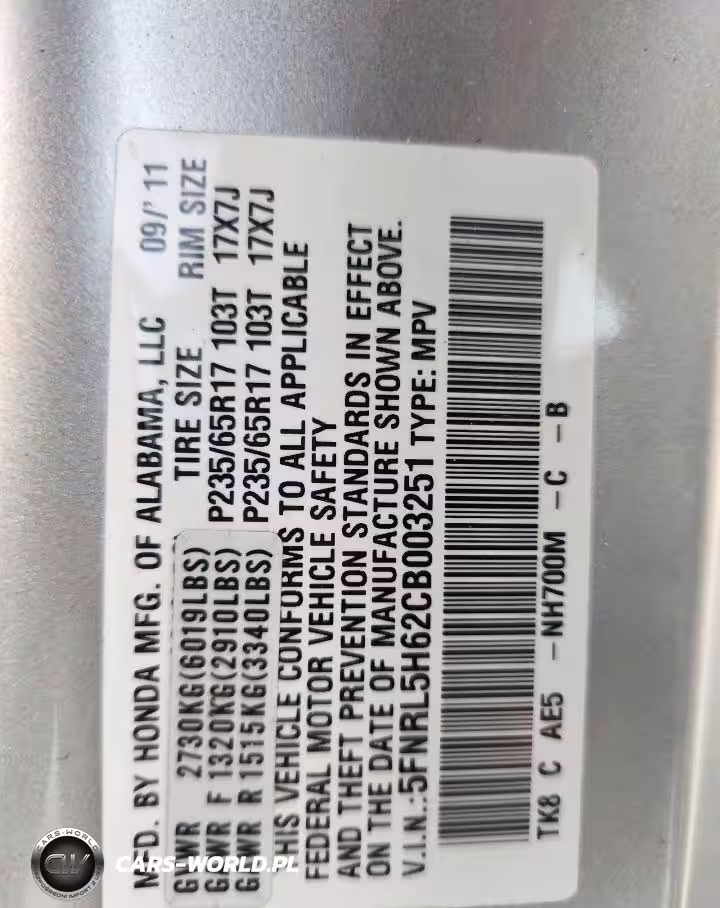 MFD. BY HONDA MFG. OF ALABAMA, LLC 09/' 11
TIRE SIZE RIM SIZE
GVWR 2730KG(6019LBS)
GAWR F 1320KG(2910LBS) P235/65R17 103T 17X7J
GAWR R 1515KG(3340LBS) P235/65R17 103T 17X7J
THIS VEHICLE CONFORMS TO ALL APPLICABLE
FEDERAL MOTOR VEHICLE SAFETY
AND THEFT PREVENTION STANDARDS IN EFFECT
ON THE DATE OF MANUFACTURE SHOWN ABOVE.
V.I.N.:5FNRL5H62CB003251 TYPE: MPV
TK8 C AE5 -NH700M -C -B
CARS-WORLD
CW
CARS-WORLD.PL